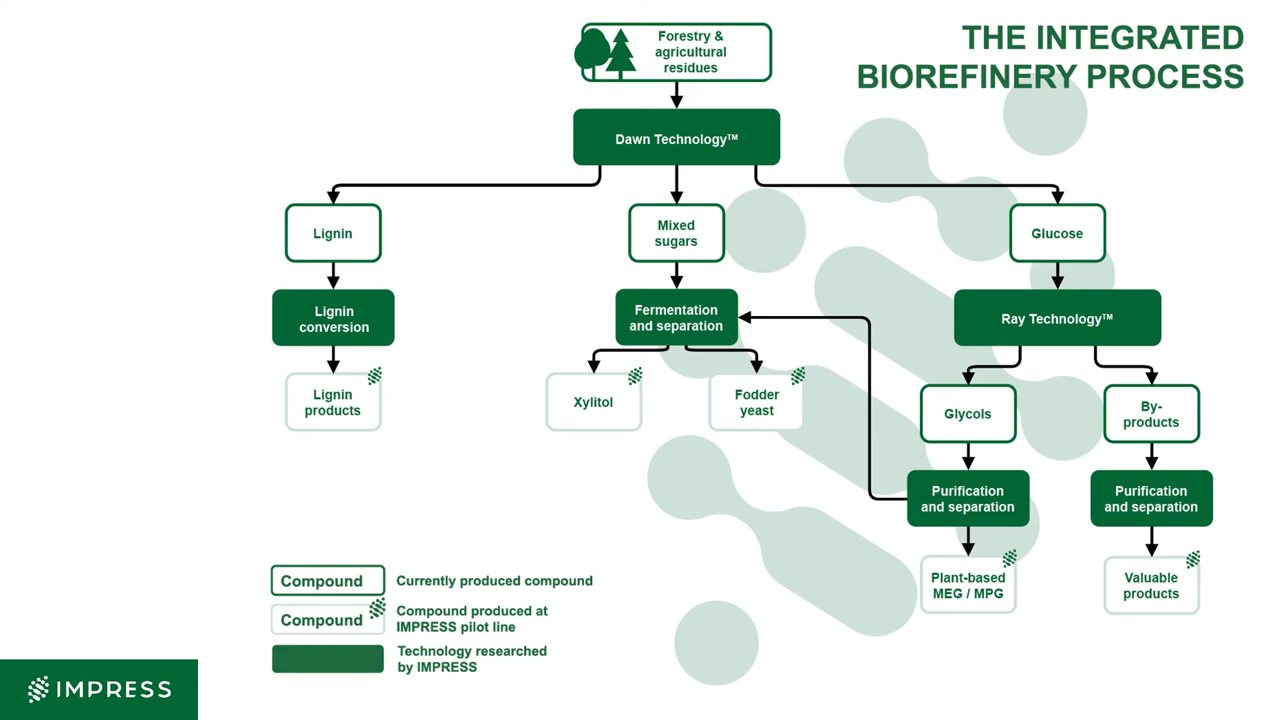 THE INTEGRATED
BIOREFINERY PROCESS
Forestry &
agricultural
residues
Dawn Technology™
Lignin
Mixed
sugars
Glucose
Lignin
conversion
Fermentation
and separation
Ray Technology™
Lignin
products
Xylitol
Fodder
yeast
Glycols
By-
products
Purification
and separation
Purification
and separation
Plant-based
MEG / MPG
Valuable
products
Compound
Currently produced compound
Compound
Compound produced at
IMPRESS pilot line
Technology researched
by IMPRESS
IMPRESS